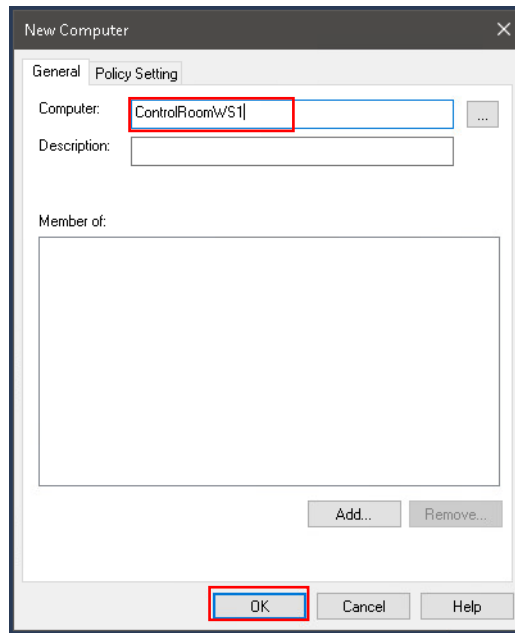 New Computer
General Policy Setting
Computer: ControlRoomWS1 ...
Description:
Member of:
Add... Remove...
OK Cancel Help